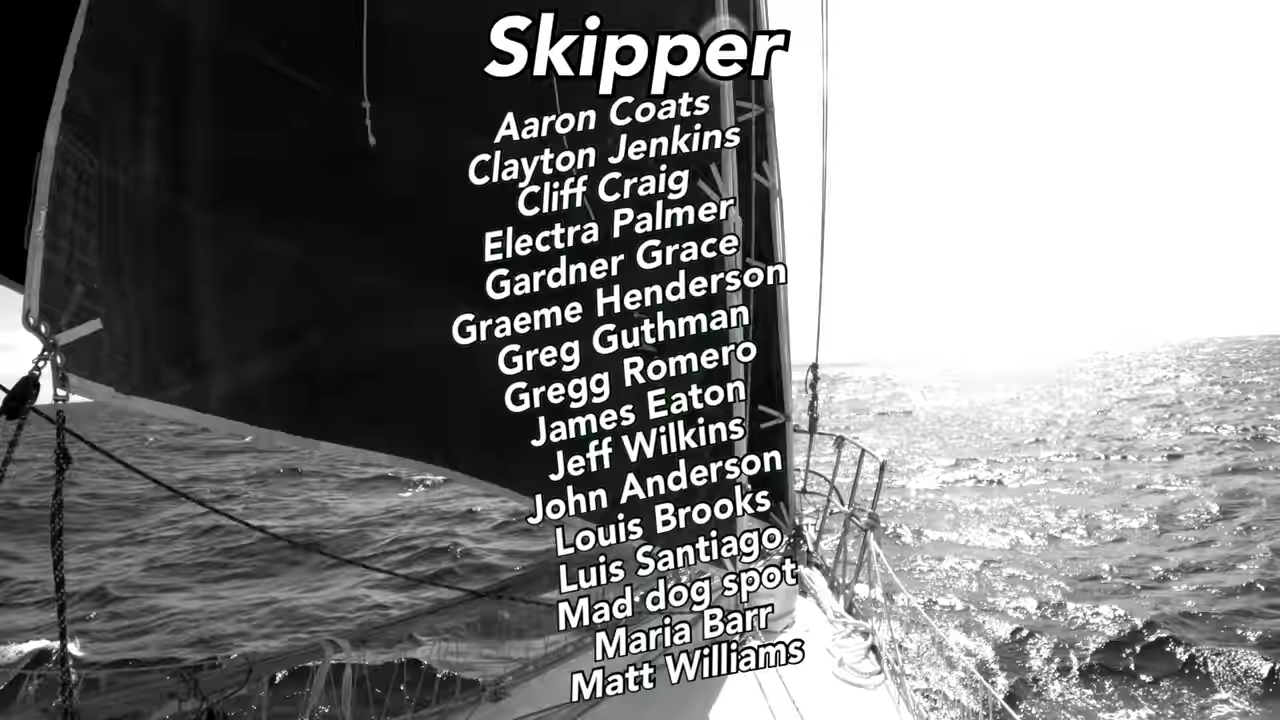 Skipper
Aaron Coats
Clayton Jenkins
Cliff Craig
Electra Palmer
Gardner Grace
Graeme Henderson
Greg Guthman
Gregg Romero
James Eaton
Jeff Wilkins
John Anderson
Louis Brooks
Luis Santiago
Mad dog spot
Maria Barr
Matt Williams